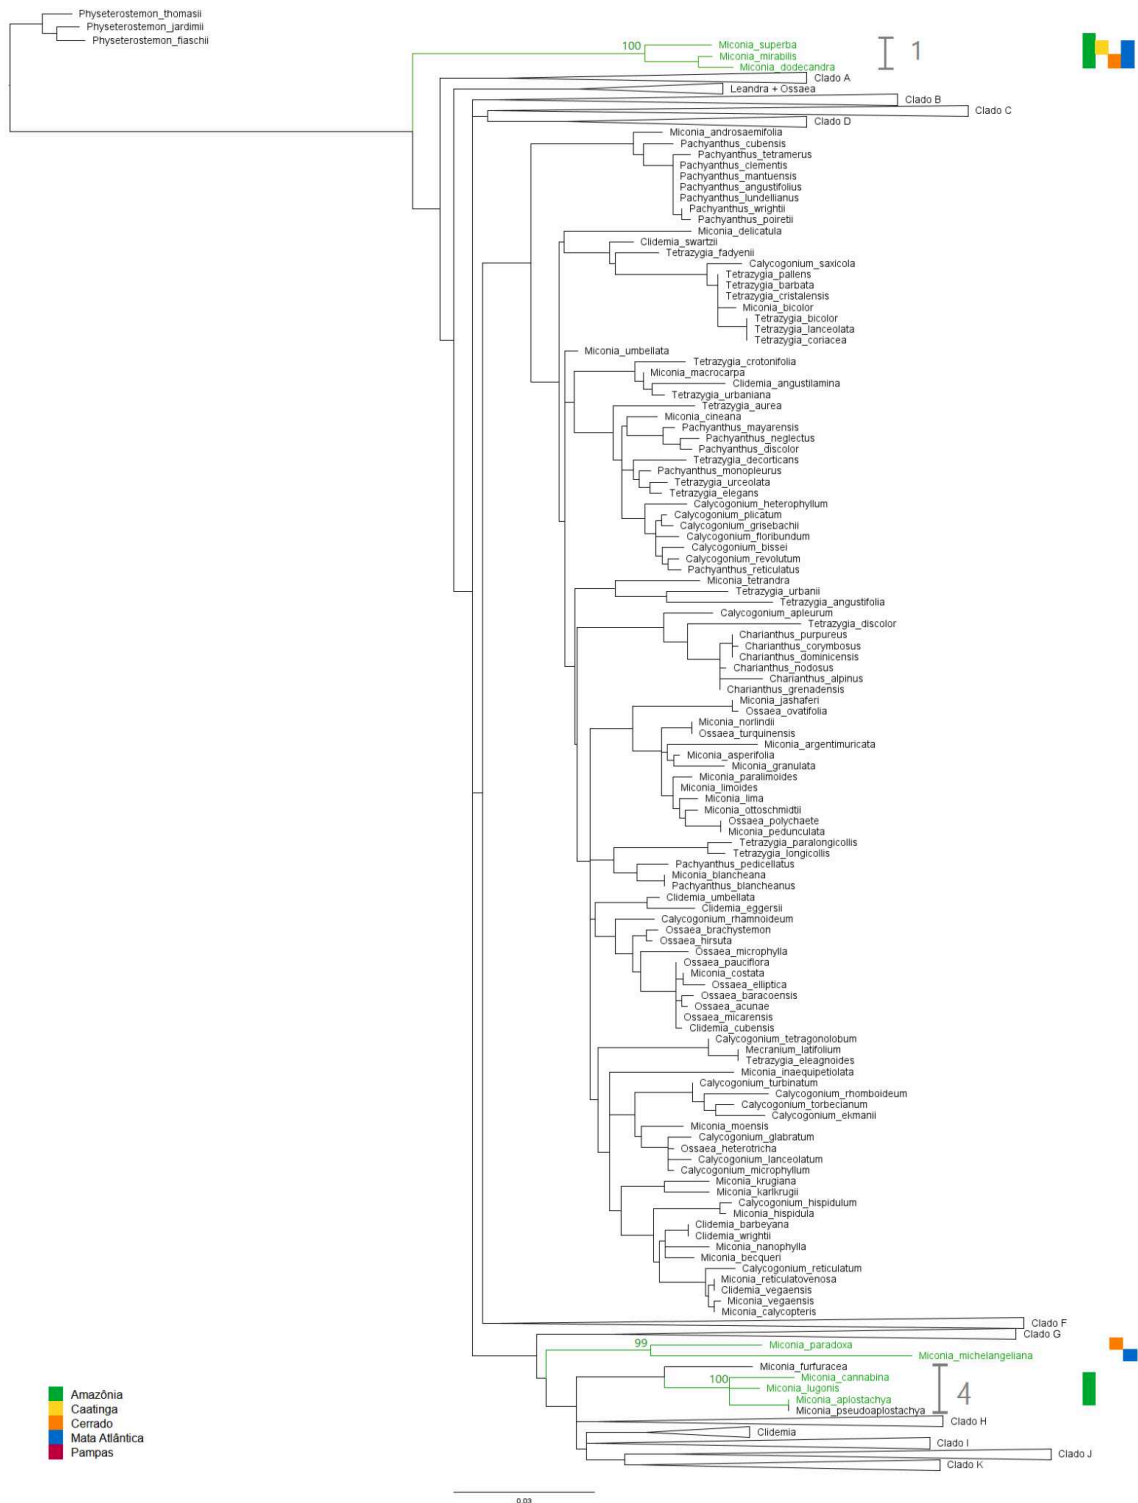 Physeterostemon_thomasii
Physeterostemon_jardimii
Physeterostemon_fiaschii
100
Miconia_superba
1
Miconia_mirabilis
Miconia_dodecandra
Clado A
Leandra + Ossaea
Clado B
Clado C
Clado D
Miconia_androsaemifolia
Pachyanthus_cubensis
Pachyanthus_tetramerus
Pachyanthus_clementis
Pachyanthus_mantuensis
Pachyanthus_angustifolius
Pachyanthus_lundellianus
Pachyanthus_wrightii
Pachyanthus_poiretii
Miconia_delicatula
Clidemia_swartzii
Tetrazygia_fadyenii
Calycogonium_saxicola
Tetrazygia_pallens
Tetrazygia_barbata
Tetrazygia_cristalensis
Miconia_bicolor
Tetrazygia_bicolor
Tetrazygia_lanceolata
Tetrazygia_coriacea
Miconia_umbellata
Tetrazygia_crotonifolia
Miconia_macrocarpa
Clidemia_angustilamina
Tetrazygia_urbaniana
Tetrazygia_aurea
Miconia_cineana
Pachyanthus_mayarensis
Pachyanthus_neglectus
Pachyanthus_discolor
Tetrazygia_decorticans
Pachyanthus_monopleurus
Tetrazygia_urceolata
Tetrazygia_elegans
Calycogonium_heterophyllum
Calycogonium_plicatum
Calycogonium_grisebachii
Calycogonium_floribundum
Calycogonium_bissei
Calycogonium_revolutum
Pachyanthus_reticulatus
Miconia_tetrandra
Tetrazygia_urbanii
Tetrazygia_angustifolia
Calycogonium_apleurum
Tetrazygia_discolor
Charianthus_purpureus
Charianthus_corymbosus
Charianthus_dominicensis
Charianthus_nodosus
Charianthus_alpinus
Charianthus_grenadensis
Miconia_jashaferi
Ossaea_ovatifolia
Miconia_norlindii
Ossaea_turquinensis
Miconia_argentimuricata
Miconia_asperifolia
Miconia_granulata
Miconia_paralimoides
Miconia_limoides
Miconia_lima
Miconia_ottoschmidtii
Ossaea_polychaete
Miconia_pedunculata
Tetrazygia_paralongicollis
Tetrazygia_longicollis
Pachyanthus_pedicellatus
Miconia_blancheana
Pachyanthus_blancheanus
Clidemia_umbellata
Clidemia_eggersii
Calycogonium_rhamnoideum
Ossaea_brachystemon
Ossaea_hirsuta
Ossaea_microphylla
Ossaea_pauciflora
Miconia_costata
Ossaea_elliptica
Ossaea_baracoensis
Ossaea_acunae
Ossaea_micarensis
Clidemia_cubensis
Calycogonium_tetragonolobum
Mecranium_latifolium
Tetrazygia_eleagnoides
Miconia_inaequipetiolata
Calycogonium_turbinatum
Calycogonium_rhomboideum
Calycogonium_torbecianum
Calycogonium_ekmanii
Miconia_moensis
Calycogonium_glabratum
Ossaea_heterotricha
Calycogonium_lanceolatum
Calycogonium_microphyllum
Miconia_krugiana
Miconia_karlkrugii
Calycogonium_hispidulum
Miconia_hispidula
Clidemia_barbeyana
Clidemia_wrightii
Miconia_nanophylla
Miconia_becqueri
Calycogonium_reticulatum
Miconia_reticulatovenosa
Clidemia_vegaensis
Miconia_vegaensis
Miconia_calycopteris
Clado F
Clado G
99
Miconia_paradoxa
Miconia_michelangeliana
Miconia_furfuracea
100
Miconia_cannabina
Miconia_lugonis
4
Miconia_aplostachya
Miconia_pseudoaplostachya
Clado H
Clidemia
Clado I
Clado J
Clado K
Amazônia
Caatinga
Cerrado
Mata Atlântica
Pampas
0.03